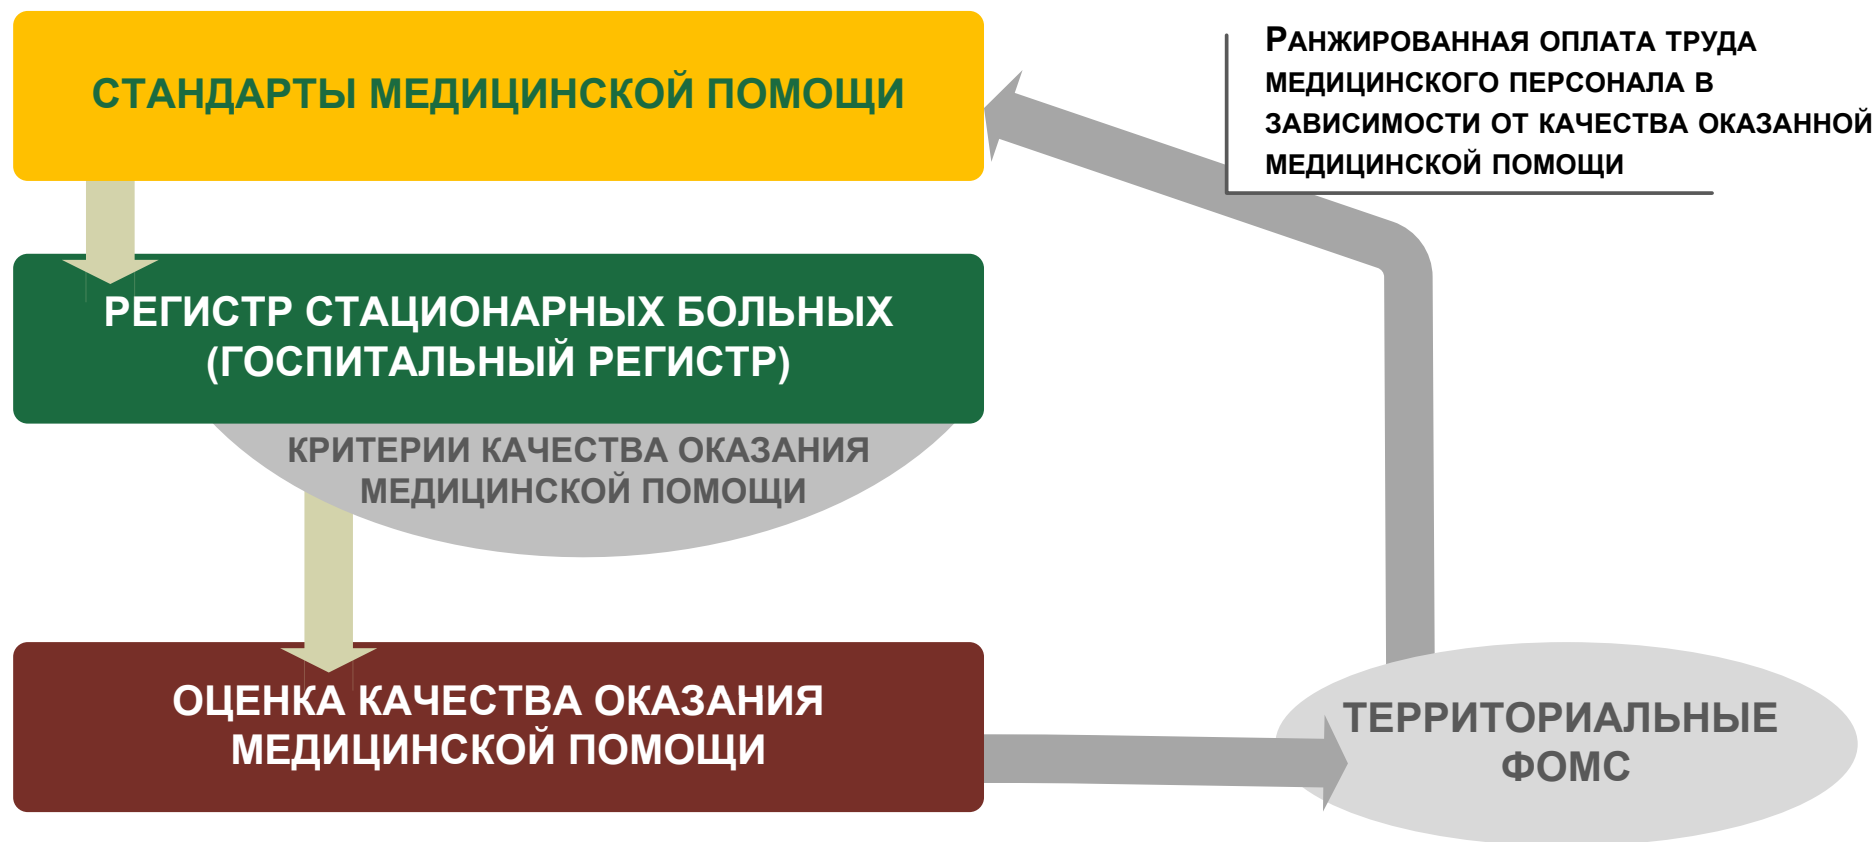 СТАНДАРТЫ МЕДИЦИНСКОЙ ПОМОЩИ
РАНЖИРОВАННАЯ ОПЛАТА ТРУДА
МЕДИЦИНСКОГО ПЕРСОНАЛА В
ЗАВИСИМОСТИ ОТ КАЧЕСТВА ОКАЗАННОЙ
МЕДИЦИНСКОЙ ПОМОЩИ
РЕГИСТР СТАЦИОНАРНЫХ БОЛЬНЫХ
(ГОСПИТАЛЬНЫЙ РЕГИСТР)
КРИТЕРИИ КАЧЕСТВА ОКАЗАНИЯ
МЕДИЦИНСКОЙ ПОМОЩИ
ОЦЕНКА КАЧЕСТВА ОКАЗАНИЯ
МЕДИЦИНСКОЙ ПОМОЩИ
ТЕРРИТОРИАЛЬНЫЕ
ФОМС